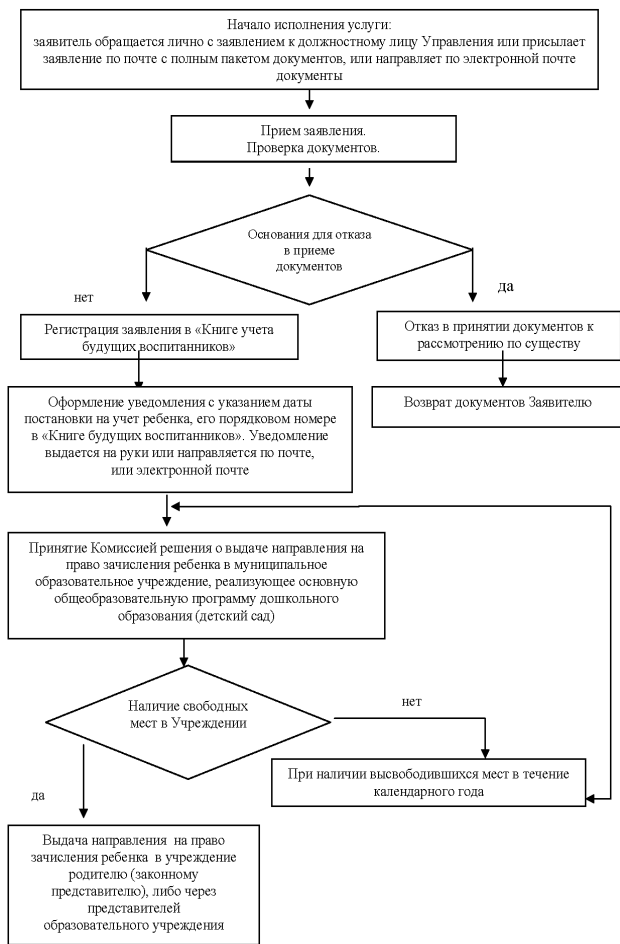 Начало исполнения услуги:
заявитель обращается лично с заявлением к должностному лицу Управления или присылает
заявление по почте с полным пакетом документов, или направляет по электронной почте
документы
Прием заявления.
Проверка документов.
Основания для отказа
в приеме
документов
нет
да
Регистрация заявления в «Книге учета
будущих воспитанников»
Отказ в принятии документов к
рассмотрению по существу
Оформление уведомления с указанием даты
постановки на учет ребенка, его порядковом номере
в «Книге будущих воспитанников». Уведомление
выдается на руки или направляется по почте,
или электронной почте
Возврат документов Заявителю
Принятие Комиссией решения о выдаче направления на
право зачисления ребенка в муниципальное
образовательное учреждение, реализующее основную
общеобразовательную программу дошкольного
образования (детский сад)
Наличие свободных
мест в Учреждении
нет
да
При наличии высвободившихся мест в течение
календарного года
Выдача направления на право
зачисления ребенка в учреждение
родителю (законному
представителю), либо через
представителей
образовательного учреждения